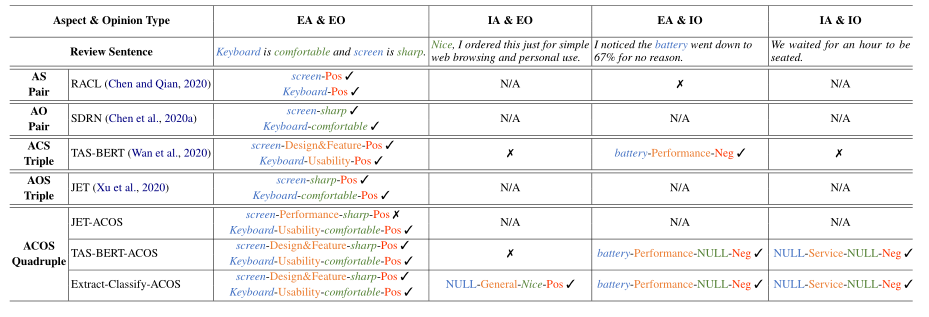 Aspect & Opinion Type EA & EO IA & EO EA & IO IA & IO
Review Sentence Keyboard is comfortable and screen is sharp. Nice, I ordered this just for simple web browsing and personal use. I noticed the battery went down to 67% for no reason. We waited for an hour to be seated.
AS Pair RACL (Chen and Qian, 2020) screen-Pos ✓ N/A ✗ N/A
Keyboard-Pos ✓
AO Pair SDRN (Chen et al., 2020a) screen-sharp ✓ N/A N/A N/A
Keyboard-comfortable ✓
ACS Triple TAS-BERT (Wan et al., 2020) screen-Design&Feature-Pos ✓ ✗ battery-Performance-Neg ✓ ✗
Keyboard-Usability-Pos ✓
AOS Triple JET (Xu et al., 2020) screen-sharp-Pos ✓ N/A N/A N/A
Keyboard-comfortable-Pos ✓
ACOS Quadruple JET-ACOS screen-Performance-sharp-Pos ✗ N/A N/A N/A
Keyboard-Usability-comfortable-Pos ✓
TAS-BERT-ACOS screen-Design&Feature-sharp-Pos ✓ ✗ battery-Performance-NULL-Neg ✓ NULL-Service-NULL-Neg ✓
Keyboard-Usability-comfortable-Pos ✓
Extract-Classify-ACOS screen-Design&Feature-sharp-Pos ✓ NULL-General-Nice-Pos ✓ battery-Performance-NULL-Neg ✓ NULL-Service-NULL-Neg ✓
Keyboard-Usability-comfortable-Pos ✓